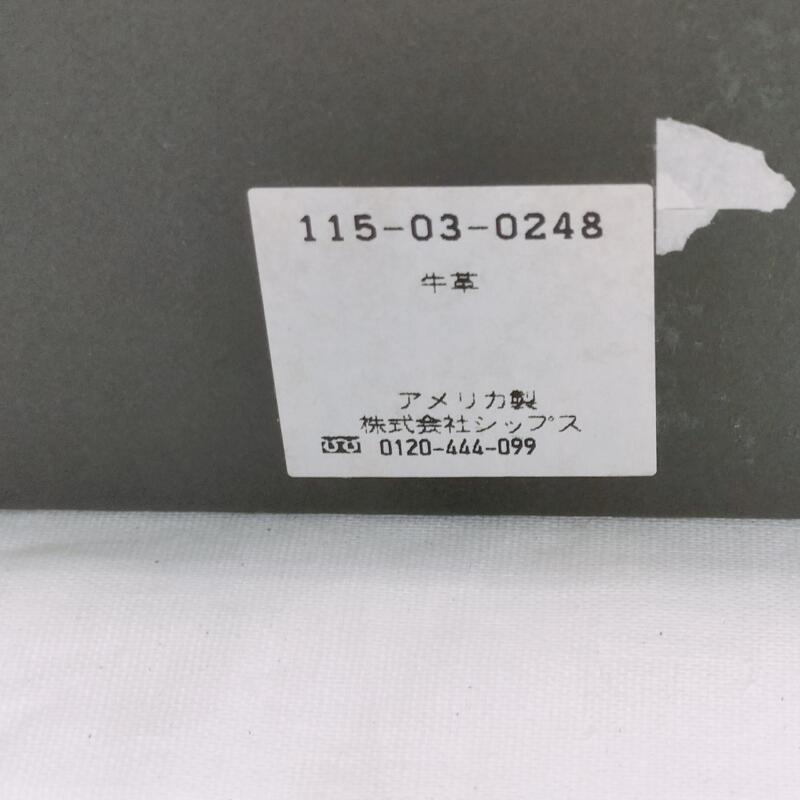 115-03-0248
牛革
アメリカ製
株式会社シップス
0120-444-099